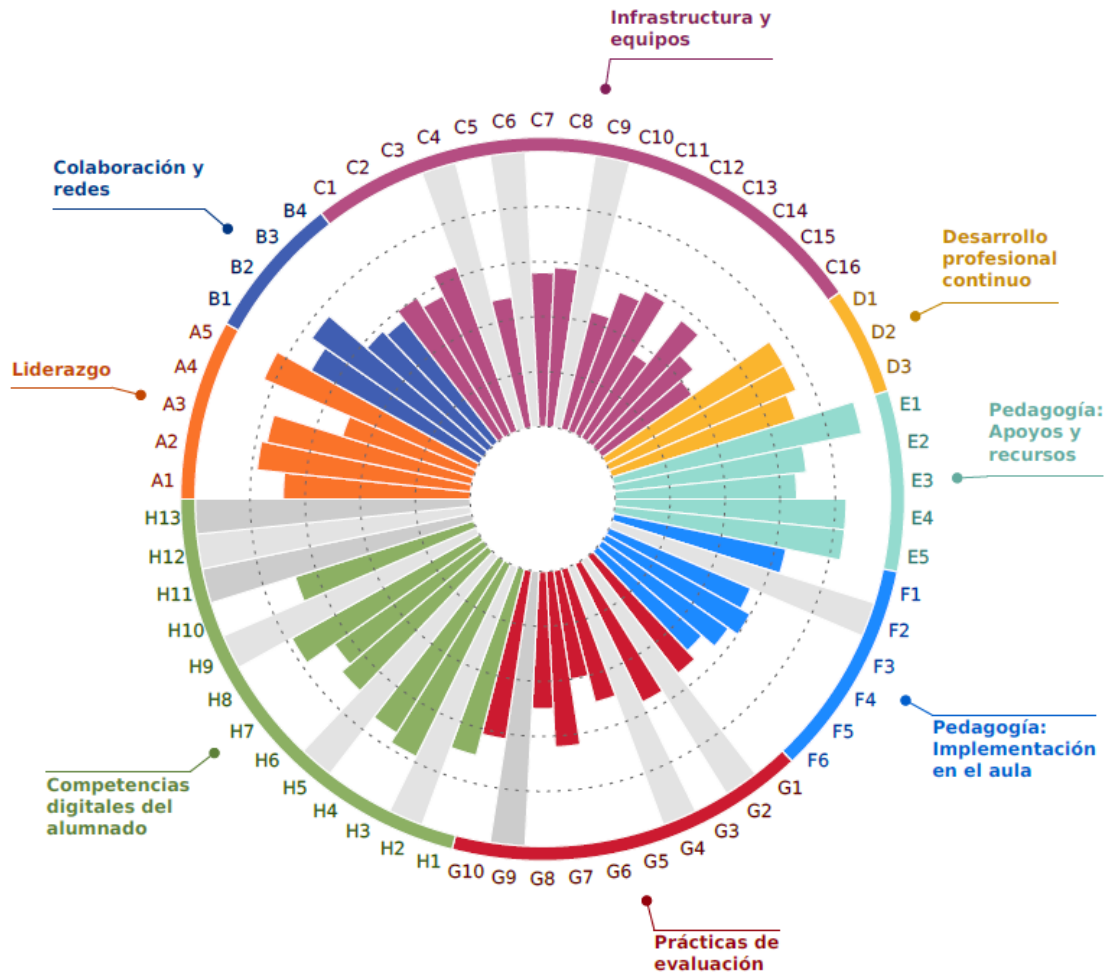 Infrastructura y
equipos
Colaboración y
redes
Desarrollo
profesional
continuo
Liderazgo
Pedagogía:
Apoyos y
recursos
Pedagogía:
Implementación
en el aula
Competencias
digitales del
alumnado
Prácticas de
evaluación
A1
A2
A3
A4
A5
B1
B2
B3
B4
C1
C2
C3
C4
C5
C6
C7
C8
C9
C10
C11
C12
C13
C14
C15
C16
D1
D2
D3
E1
E2
E3
E4
E5
F1
F2
F3
F4
F5
F6
G1
G2
G3
G4
G5
G6
G7
G8
G9
G10
H1
H2
H3
H4
H5
H6
H7
H8
H9
H10
H11
H12
H13